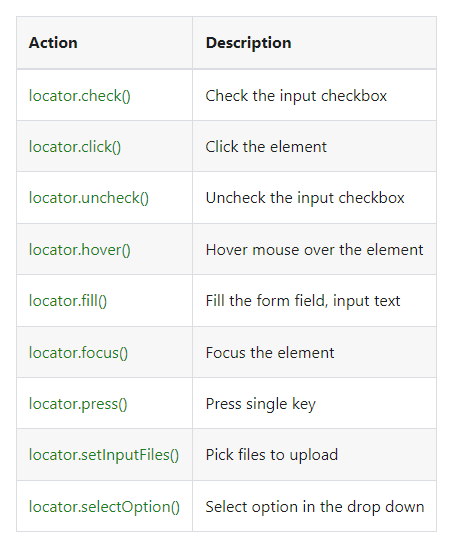 Action Description
locator.check() Check the input checkbox
locator.click() Click the element
locator.uncheck() Uncheck the input checkbox
locator.hover() Hover mouse over the element
locator.fill() Fill the form field, input text
locator.focus() Focus the element
locator.press() Press single key
locator.setInputFiles() Pick files to upload
locator.selectOption() Select option in the drop down